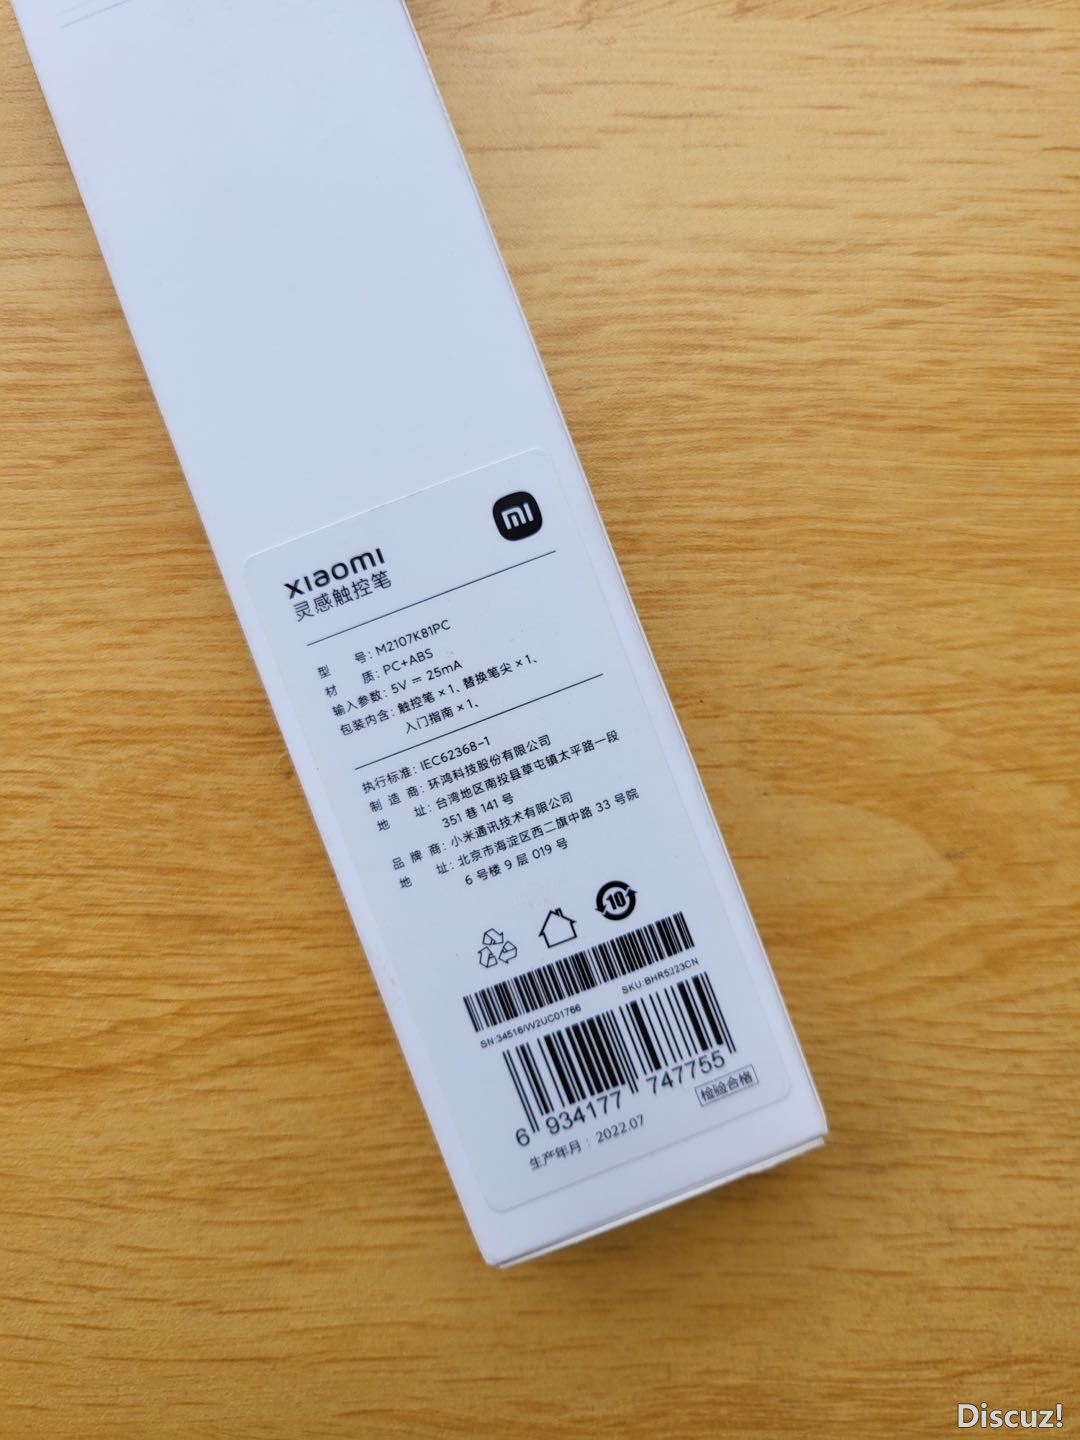 mi
xiaomi
灵感触控笔
型 号: M2107K81PC
材 质: PC+ABS
输入参数: 5V = 25mA
包装内含: 触控笔 × 1、替换笔尖 × 1、
入门指南 × 1、
执行标准: IEC62368-1
制 造 商: 环鸿科技股份有限公司
地 址: 台湾地区南投县草屯镇太平路一段
351 巷 141 号
品 牌 商: 小米通讯技术有限公司
地 址: 北京市海淀区西二旗中路 33 号院
6 号楼 9 层 019 号
10
SKU:BHR5223CN
6 934177 747755
检验合格
生产年月: 2022.07
Discuz!